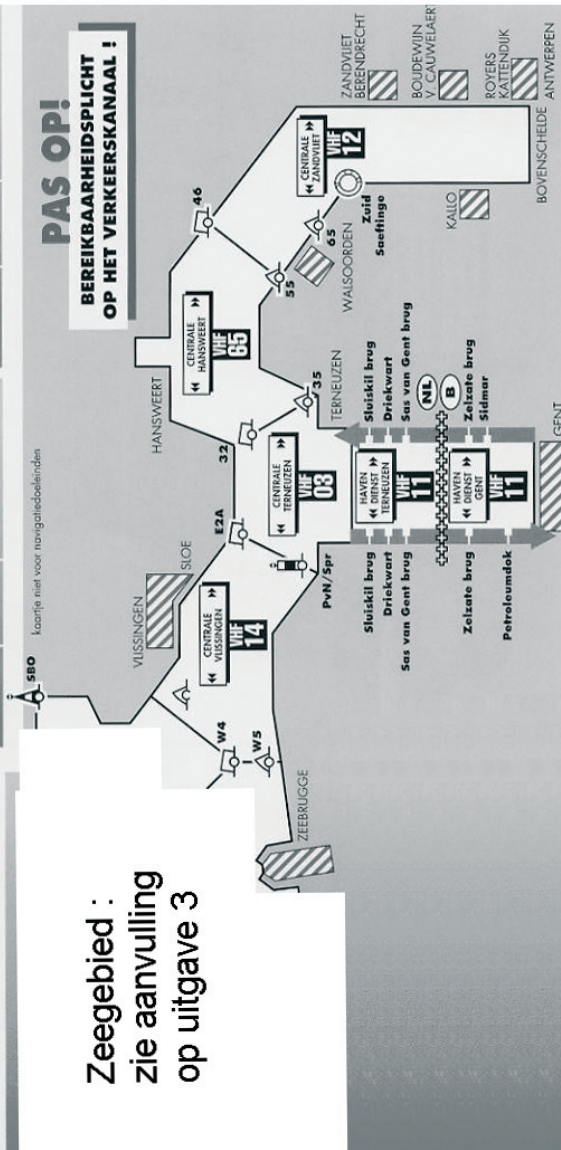 PAS OP!
BEREIKBAARHEIDSPLICHT
OP HET VERKEERSKANAAL !
kaartje niet voor navigatiedoeleinden
Zeegebied :
zie aanvulling
op uitgave 3
SBO
VLISSINGEN
SLOE
HANSWEERT
ZEEBRUGGE
W4
W5
CENTRALE
VLISSINGEN
VHF
14
E2A
PvN/Spr
32
35
CENTRALE
TERNEUZEN
VHF
03
TERNEUZEN
CENTRALE
HANSWEERT
VHF
65
46
55
65
WALSOORDEN
CENTRALE
ZANDVLIET
VHF
12
Zuid
Saeftinge
ZANDVLIET
BERENDRECHT
BOUDEWIJN
V CAUWELAERT
ROYERS
KATTENDIJK
ANTWERPEN
KALLO
BOVENSCHELDE
Sluiskil brug
Driekwart
Sas van Gent brug
Zelzate brug
Petroleumdok
HAVEN
DIENST
TERNEUZEN
VHF
11
HAVEN
DIENST
GENT
VHF
11
Sluiskil brug
Driekwart
Sas van Gent brug
NL
B
Zelzate brug
Sidmar
GENT